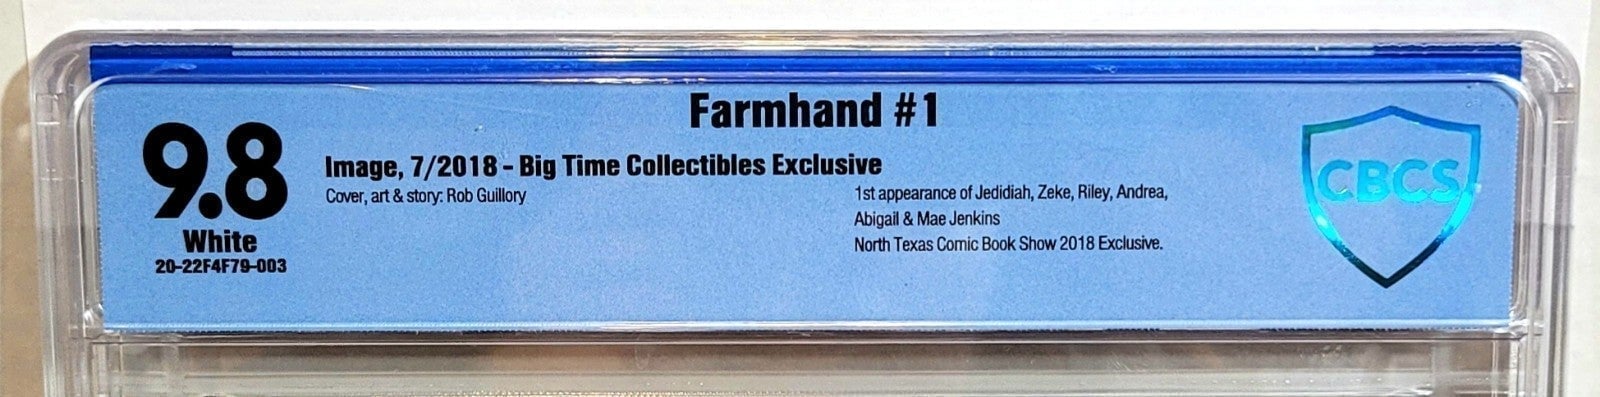 Farmhand #1
9.8
White
20-22F4F79-003
Image, 7/2018 - Big Time Collectibles Exclusive
Cover, art & story: Rob Guillory
1st appearance of Jedidiah, Zeke, Riley, Andrea,
Abigail & Mae Jenkins
North Texas Comic Book Show 2018 Exclusive.
CBCS